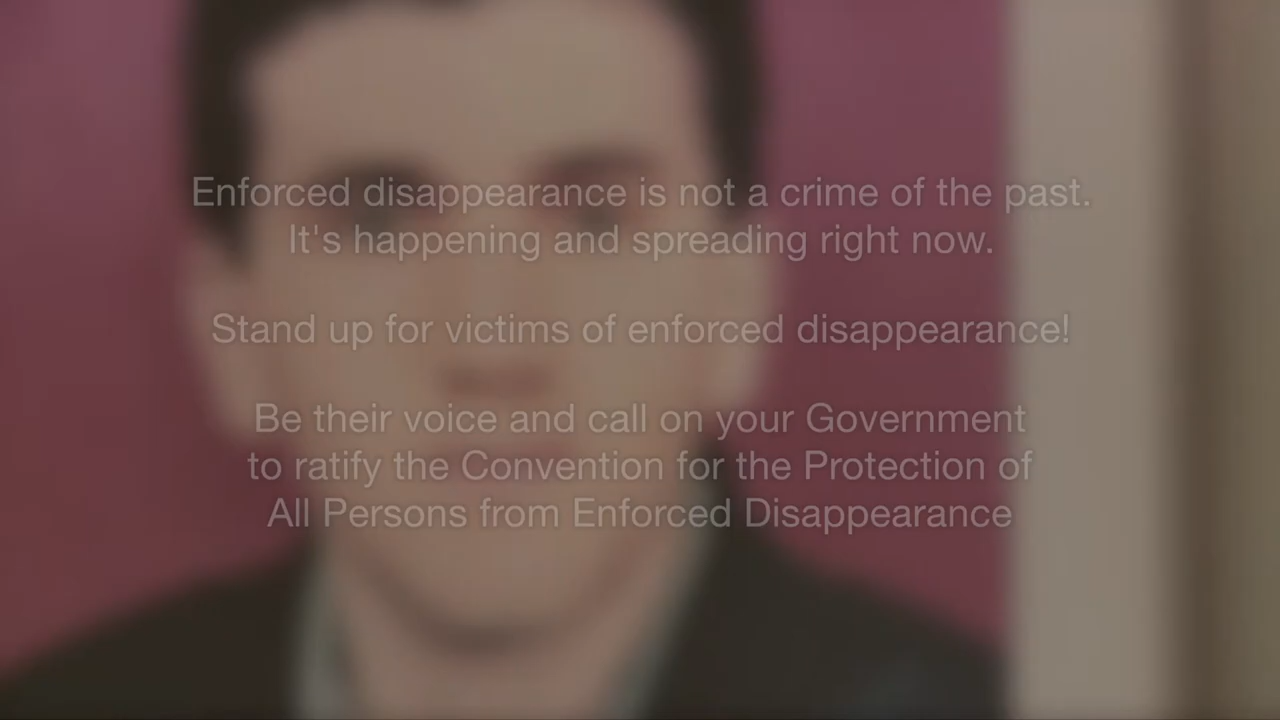 Enforced disappearance is not a crime of the past.
It's happening and spreading right now.
Stand up for victims of enforced disappearance!
Be their voice and call on your Government
to ratify the Convention for the Protection of
All Persons from Enforced Disappearance